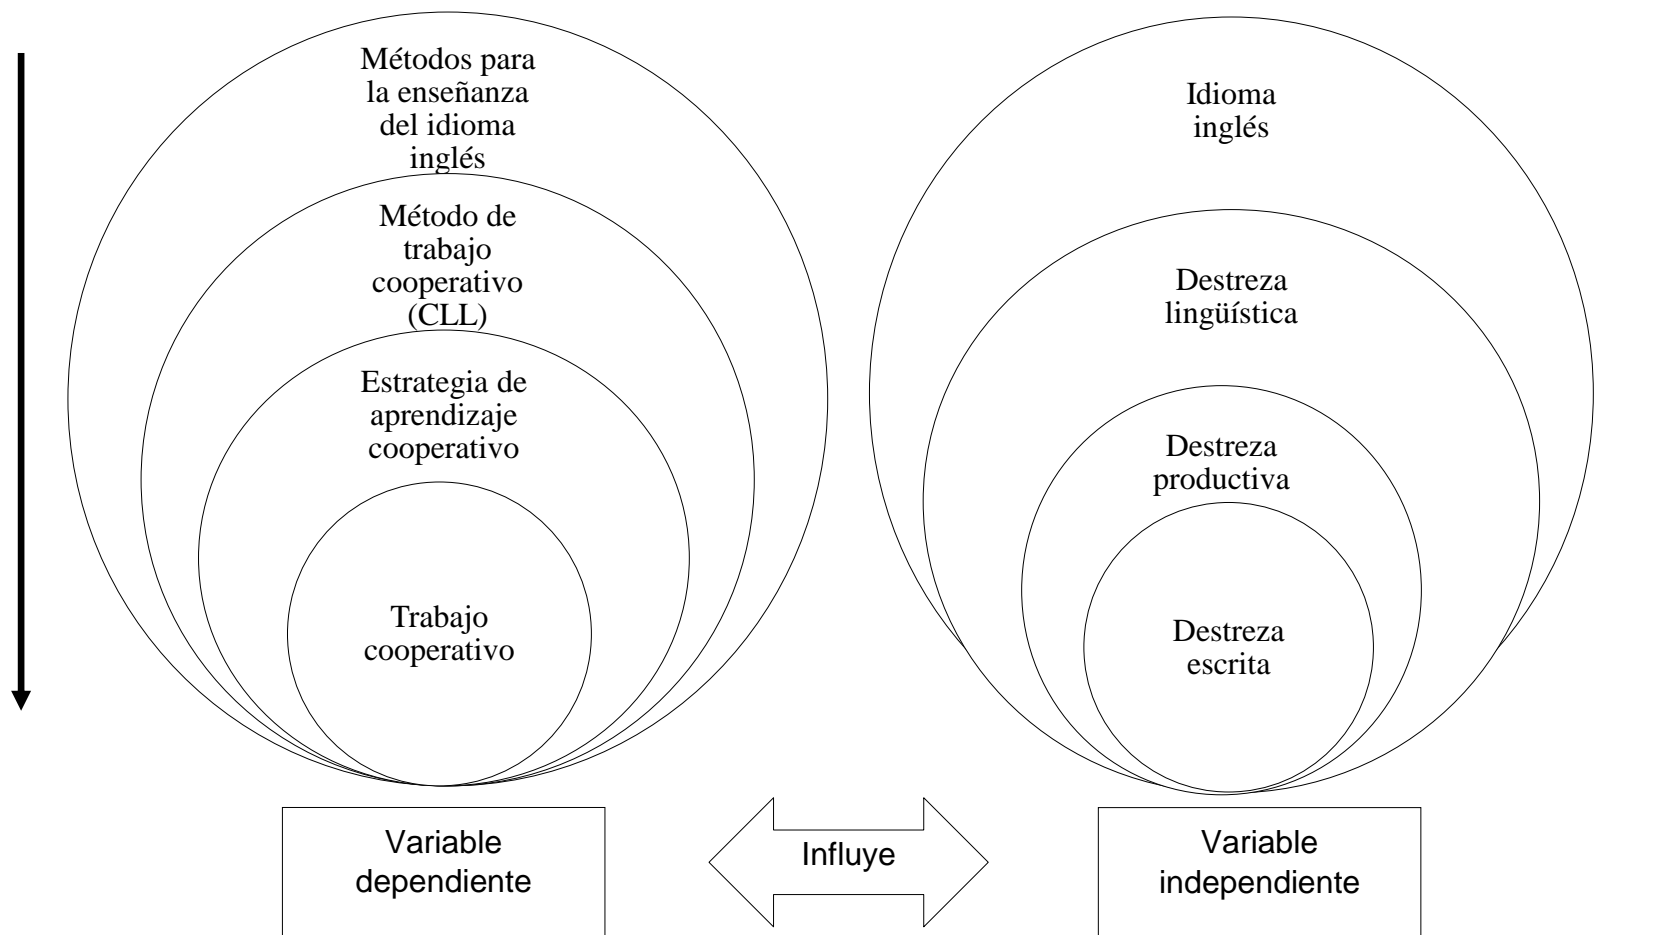 Métodos para
la enseñanza
del idioma
inglés
Método de
trabajo
cooperativo
(CLL)
Estrategia de
aprendizaje
cooperativo
Trabajo
cooperativo
Idioma
inglés
Destreza
lingüística
Destreza
productiva
Destreza
escrita
Variable
dependiente
Influye
Variable
independiente